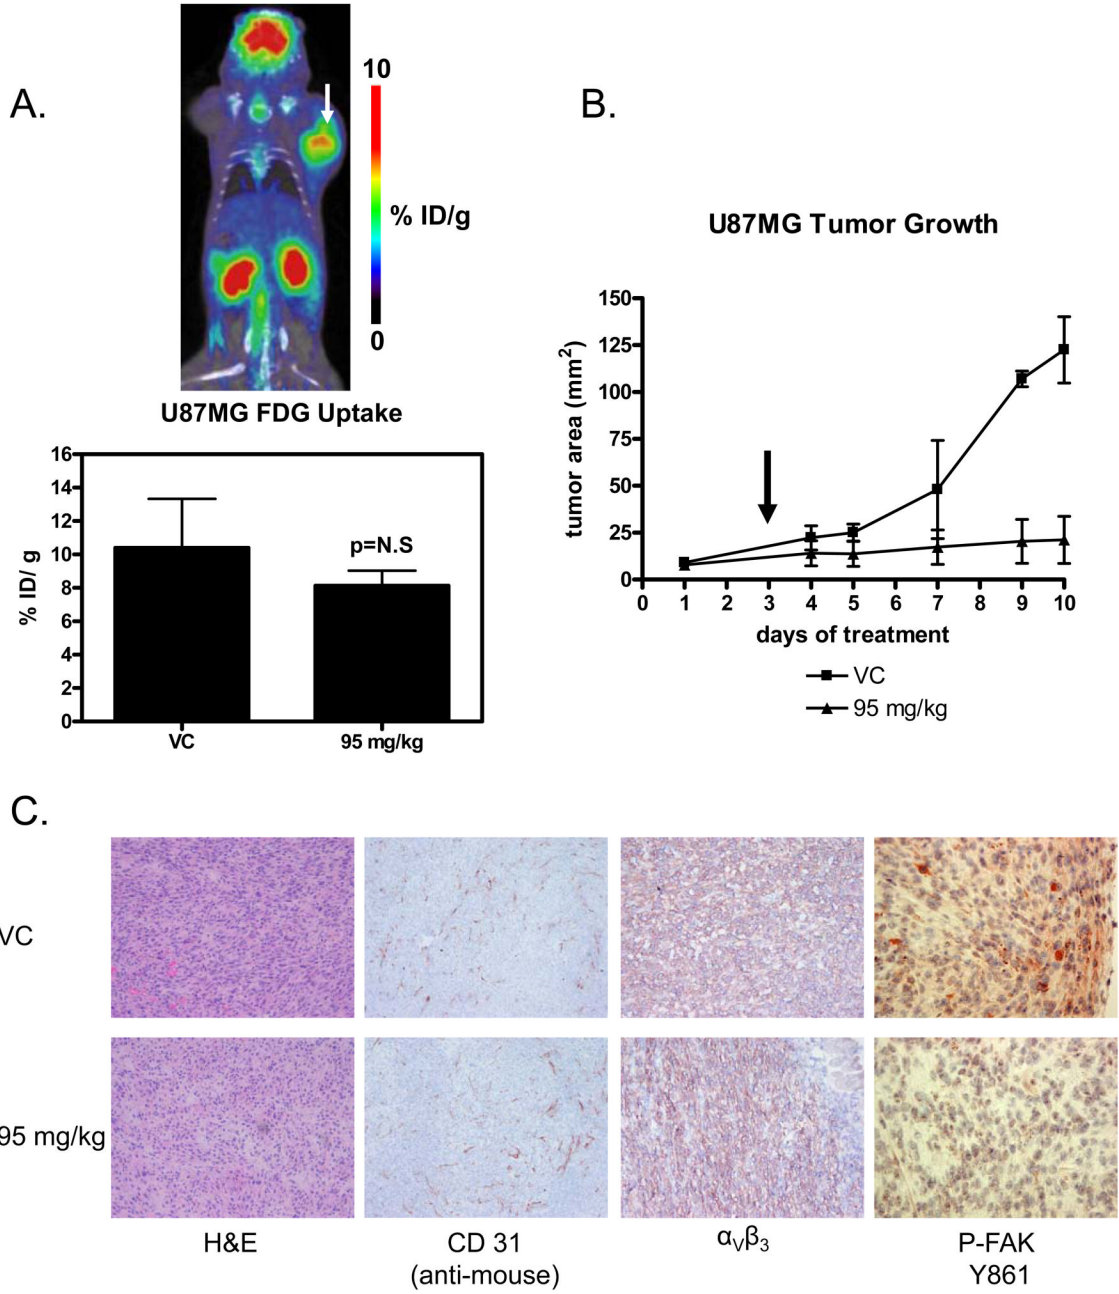 A.
10
% ID/g
0
U87MG FDG Uptake
16
14
12
10
8
6
4
2
0
% ID/ g
p=N.S
VC
95 mg/kg
B.
U87MG Tumor Growth
150
125
100
75
50
25
0
tumor area (mm²)
0 1 2 3 4 5 6 7 8 9 10
days of treatment
VC
95 mg/kg
C.
VC
95 mg/kg
H&E
CD 31
(anti-mouse)
αᵥβ₃
P-FAK
Y861